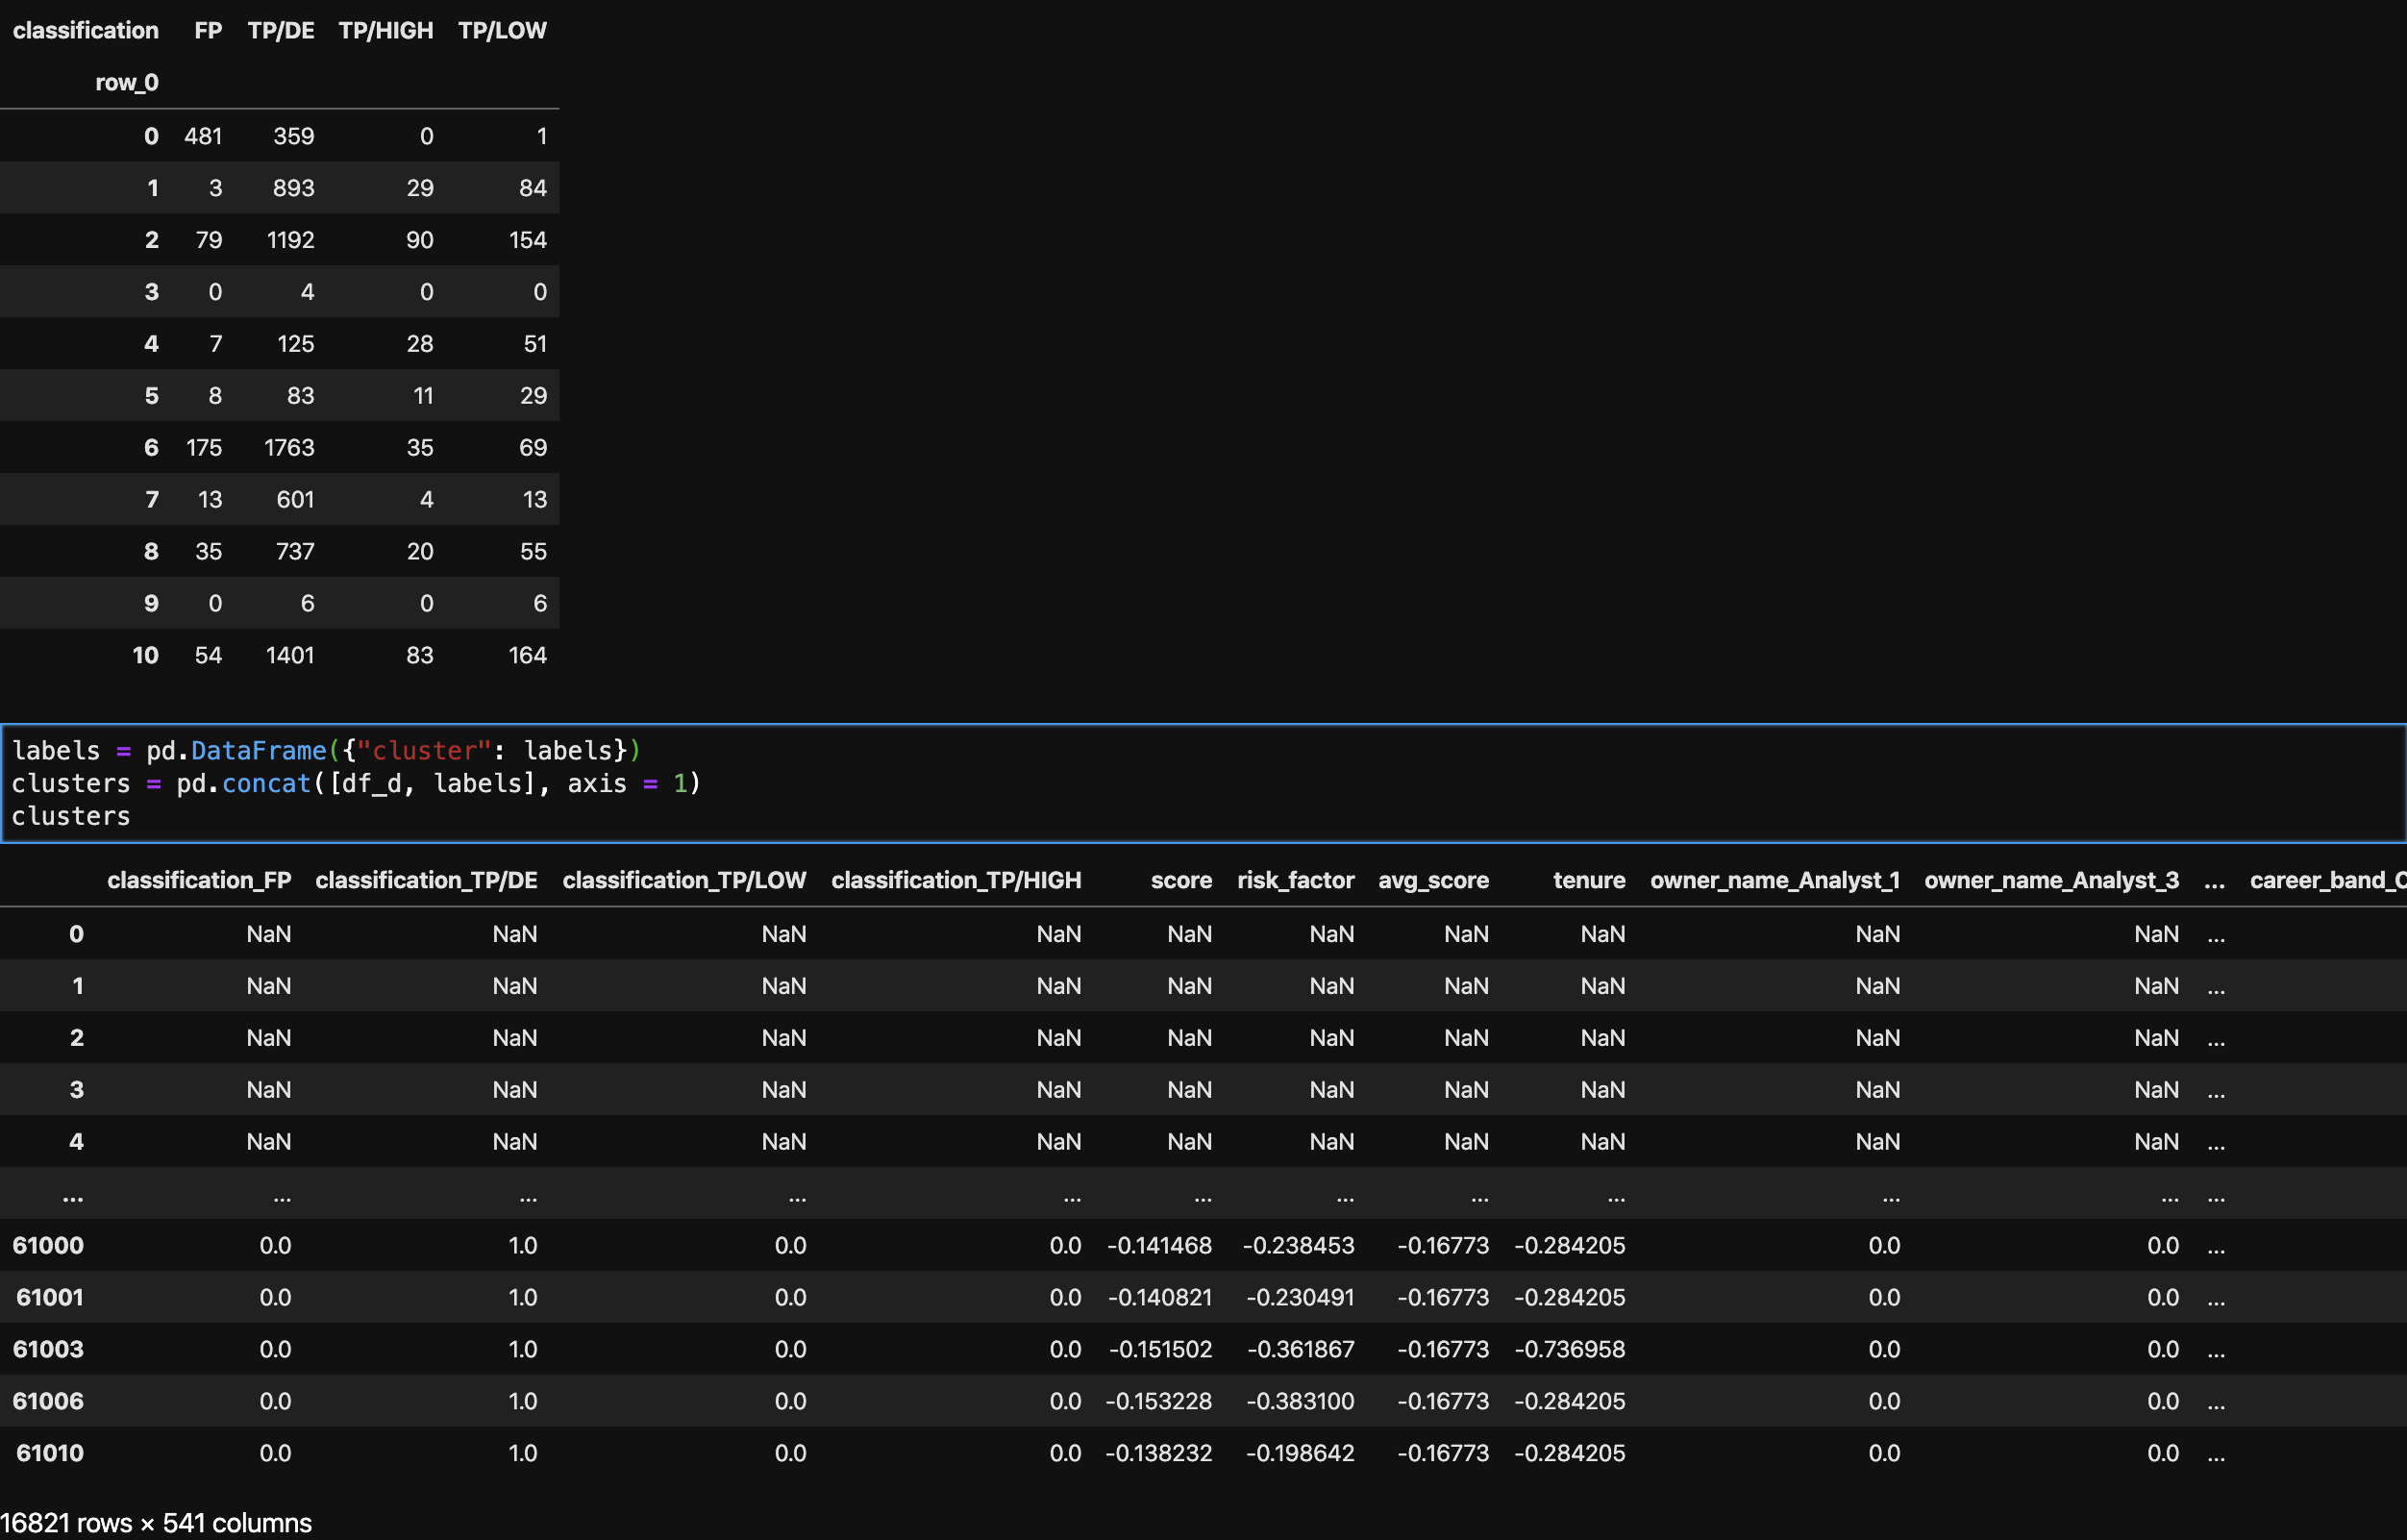 classification FP TP/DE TP/HIGH TP/LOW
row_0
0 481 359 0 1
1 3 893 29 84
2 79 1192 90 154
3 0 4 0 0
4 7 125 28 51
5 8 83 11 29
6 175 1763 35 69
7 13 601 4 13
8 35 737 20 55
9 0 6 0 6
10 54 1401 83 164
labels = pd.DataFrame({"cluster": labels})
clusters = pd.concat([df_d, labels], axis = 1)
clusters
classification_FP classification_TP/DE classification_TP/LOW classification_TP/HIGH score risk_factor avg_score tenure owner_name_Analyst_1 owner_name_Analyst_3 ... career_band_C
0 NaN NaN NaN NaN NaN NaN NaN NaN NaN NaN ...
1 NaN NaN NaN NaN NaN NaN NaN NaN NaN NaN ...
2 NaN NaN NaN NaN NaN NaN NaN NaN NaN NaN ...
3 NaN NaN NaN NaN NaN NaN NaN NaN NaN NaN ...
4 NaN NaN NaN NaN NaN NaN NaN NaN NaN NaN ...
... ... ... ... ... ... ... ... ... ... ... ...
61000 0.0 1.0 0.0 0.0 -0.141468 -0.238453 -0.16773 -0.284205 0.0 0.0 ...
61001 0.0 1.0 0.0 0.0 -0.140821 -0.230491 -0.16773 -0.284205 0.0 0.0 ...
61003 0.0 1.0 0.0 0.0 -0.151502 -0.361867 -0.16773 -0.736958 0.0 0.0 ...
61006 0.0 1.0 0.0 0.0 -0.153228 -0.383100 -0.16773 -0.284205 0.0 0.0 ...
61010 0.0 1.0 0.0 0.0 -0.138232 -0.198642 -0.16773 -0.284205 0.0 0.0 ...
16821 rows × 541 columns